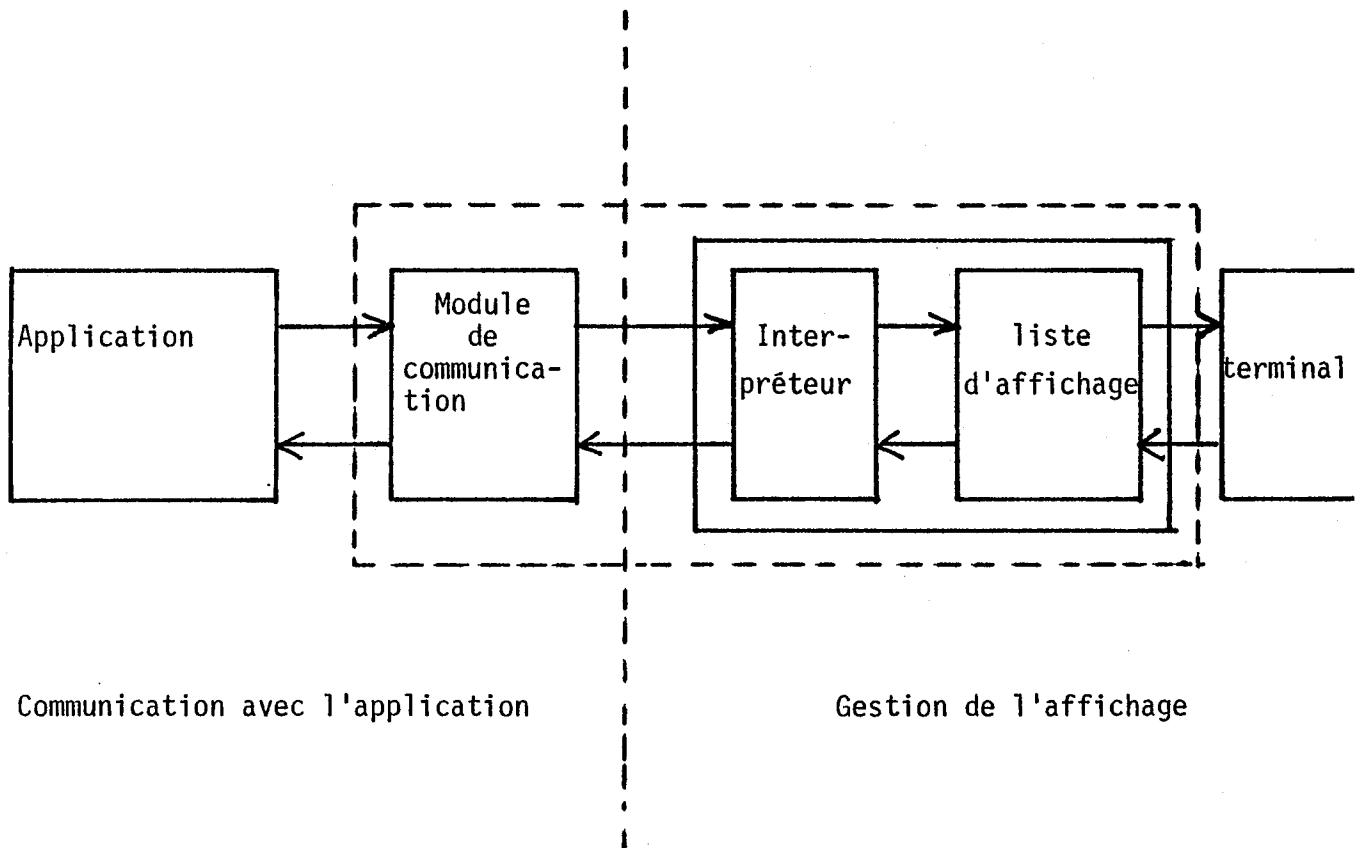 Application
Module
de
communica-
tion
Inter-
préteur
liste
d'affichage
terminal
Communication avec l'application
Gestion de l'affichage